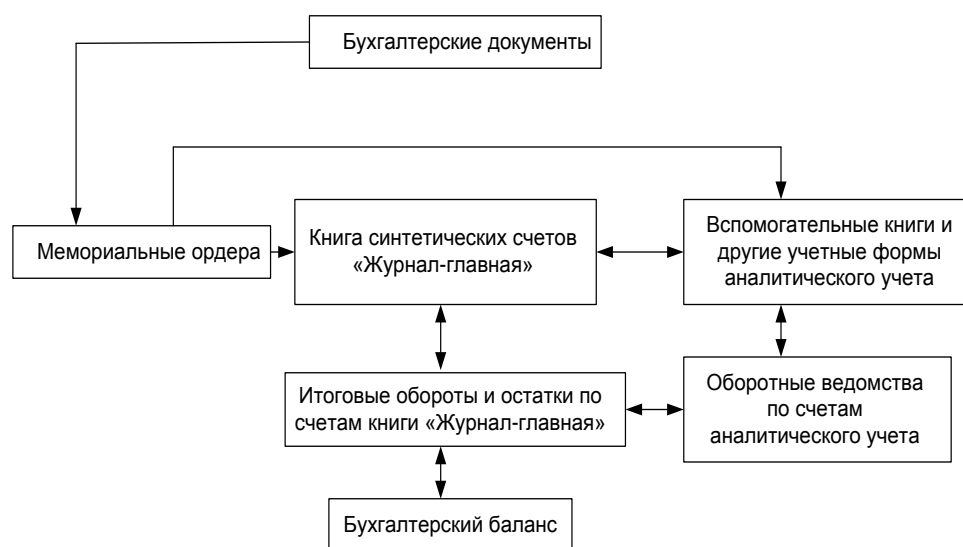 Бухгалтерские документы
Мемориальные ордера
Книга синтетических счетов
«Журнал-главная»
Вспомогательные книги и
другие учетные формы
аналитического учета
Итоговые обороты и остатки по
счетам книги «Журнал-главная»
Оборотные ведомства
по счетам
аналитического учета
Бухгалтерский баланс